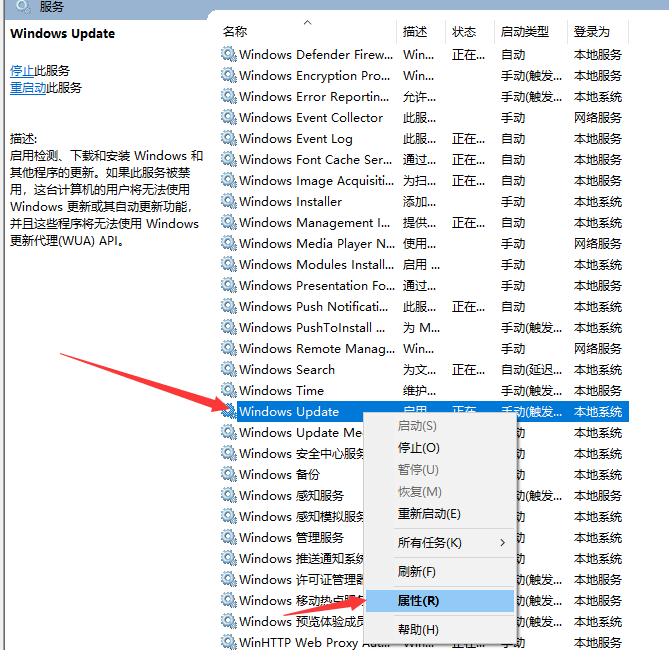 服务
Windows Update
停止此服务
重启动此服务
描述:
启用检测、下载和安装 Windows 和
其他程序的更新。如果此服务被禁
用，这台计算机的用户将无法使用
Windows 更新或其自动更新功能，
并且这些程序将无法使用 Windows
更新代理(WUA) API。
名称 描述 状态 启动类型 登录为
Windows Defender Firew... Win... 正在... 自动 本地服务
Windows Encryption Pro... Win... 手动(触发... 本地服务
Windows Error Reportin... 允许... 手动(触发... 本地系统
Windows Event Collector 此服... 手动 网络服务
Windows Event Log 此服... 正在... 自动 本地服务
Windows Font Cache Ser... 通过... 正在... 自动 本地服务
Windows Image Acquisiti... 为扫... 正在... 自动 本地服务
Windows Installer 添加... 手动 本地系统
Windows Management I... 提供... 正在... 自动 本地系统
Windows Media Player N... 使用... 手动 网络服务
Windows Modules Install... 启用 ... 手动 本地系统
Windows Presentation Fo... 通过... 手动 本地服务
Windows Push Notificati... 此服... 正在... 自动 本地系统
Windows PushToInstall ... 为 M... 手动(触发... 本地系统
Windows Remote Manag... Win... 手动 网络服务
Windows Search 为文... 正在... 自动(延迟... 本地系统
Windows Time 维护... 手动(触发... 本地服务
Windows Update 启用... 正在... 手动(触发... 本地系统
Windows Update Me 动 本地系统
Windows 安全中心服务 动 本地系统
Windows 备份 动 本地系统
Windows 感知服务 动(触发... 本地服务
Windows 感知模拟服务 动 本地系统
Windows 管理服务 动 本地系统
Windows 推送通知系统 动 本地系统
Windows 许可证管理器 动(触发... 本地服务
Windows 移动热点服务 动(触发... 本地服务
Windows 预览体验成员 动(触发... 本地系统
WinHTTP Web Proxy Aut... 正在... 手动 本地服务
启动(S)
停止(O)
暂停(U)
恢复(M)
重新启动(E)
所有任务(K)
刷新(F)
属性(R)
帮助(H)